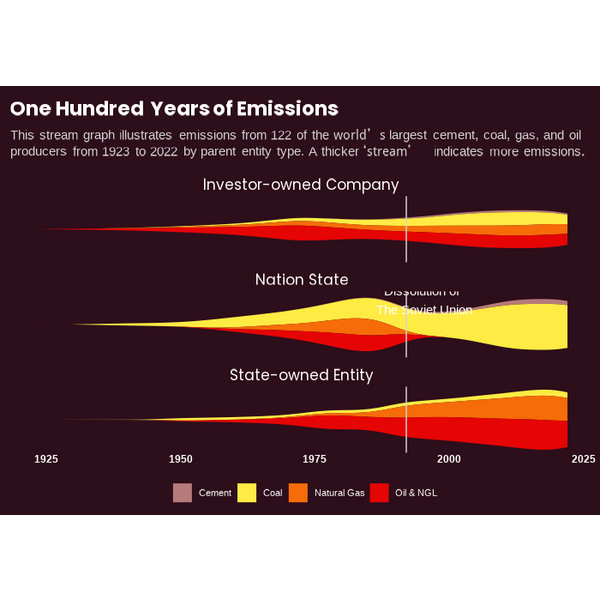 One Hundred Years of Emissions
This stream graph illustrates emissions from 122 of the world’s largest cement, coal, gas, and oil
producers from 1923 to 2022 by parent entity type. A thicker ‘stream’ indicates more emissions.
Investor-owned Company
Nation State
Dissolution of
The Soviet Union
State-owned Entity
1925 1950 1975 2000 2025
Cement Coal Natural Gas Oil & NGL